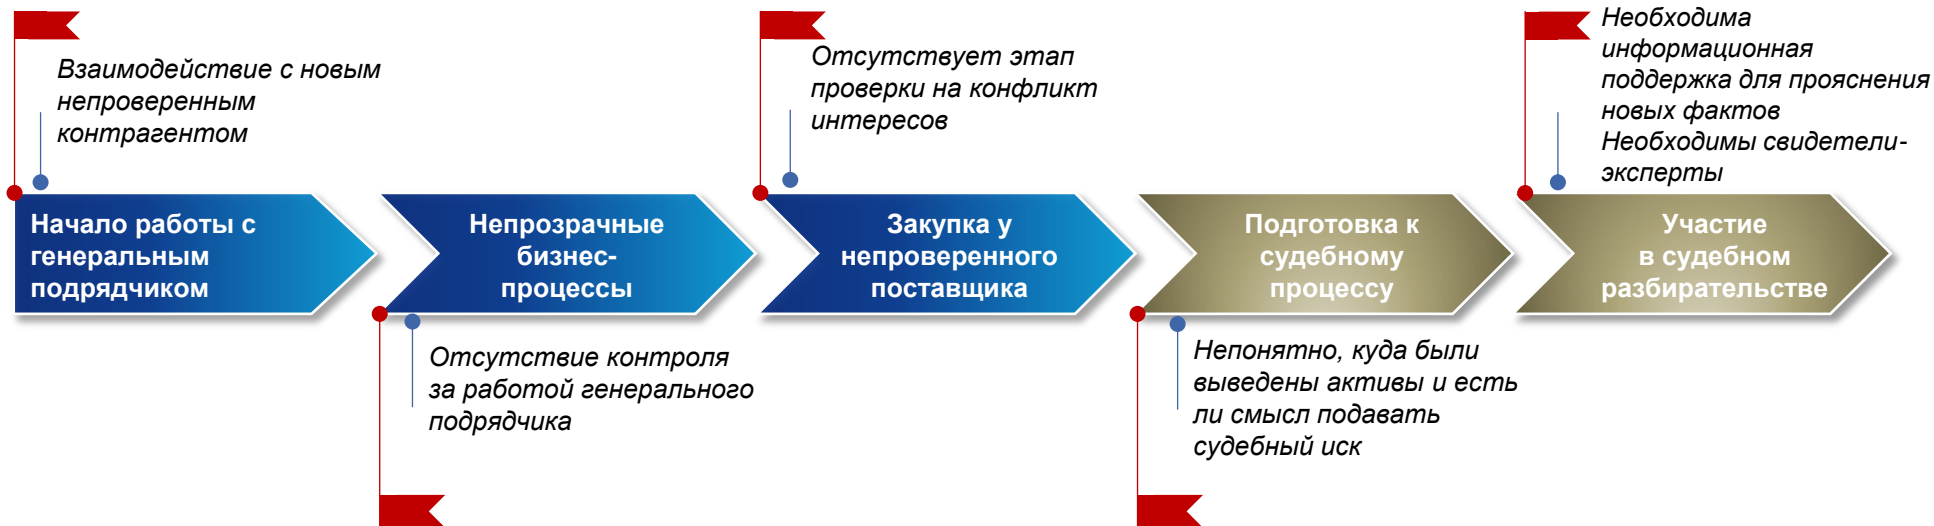 Взаимодействие с новым
непроверенным
контрагентом
Отсутствует этап
проверки на конфликт
интересов
Необходима
информационная
поддержка для прояснения
новых фактов
Необходимы свидетели-
эксперты
Начало работы с
генеральным
подрядчиком
Непрозрачные
бизнес-
процессы
Закупка у
непроверенного
поставщика
Подготовка к
судебному
процессу
Участие
в судебном
разбирательстве
Отсутствие контроля
за работой генерального
подрядчика
Непонятно, куда были
выведены активы и есть
ли смысл подавать
судебный иск